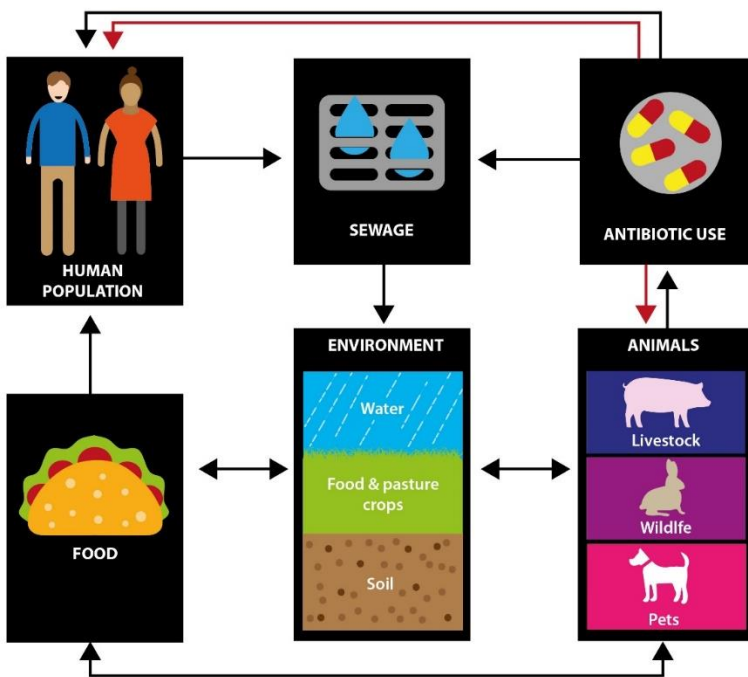 HUMAN
POPULATION
SEWAGE
ANTIBIOTIC USE
FOOD
ENVIRONMENT
Water
Food & pasture
crops
Soil
ANIMALS
Livestock
Wildlfe
Pets